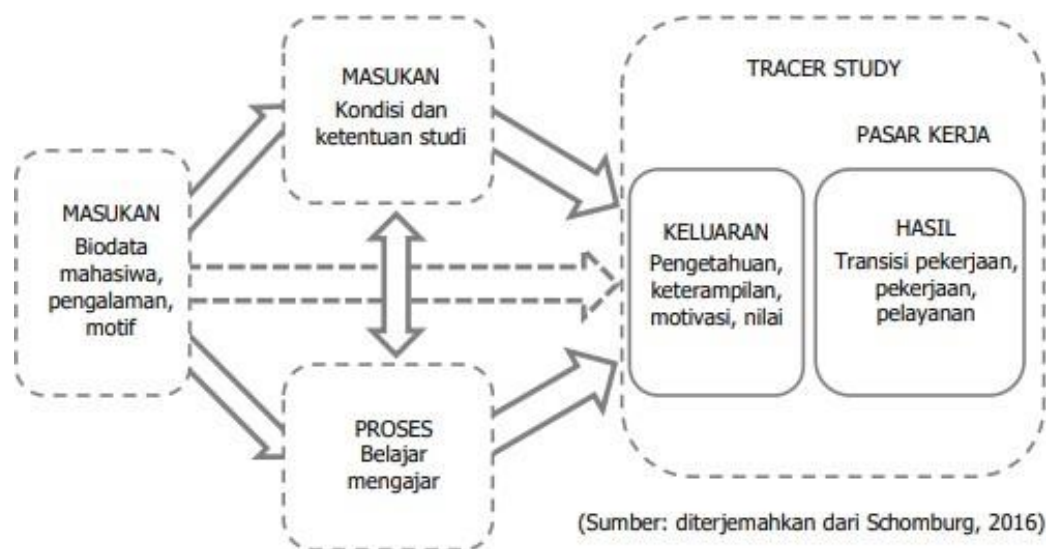 MASUKAN
Biodata
mahasiwa,
pengalaman,
motif
MASUKAN
Kondisi dan
ketentuan studi
PROSES
Belajar
mengajar
TRACER STUDY
PASAR KERJA
KELUARAN
Pengetahuan,
keterampilan,
motivasi, nilai
HASIL
Transisi pekerjaan,
pekerjaan,
pelayanan
(Sumber: diterjemahkan dari Schomburg, 2016)